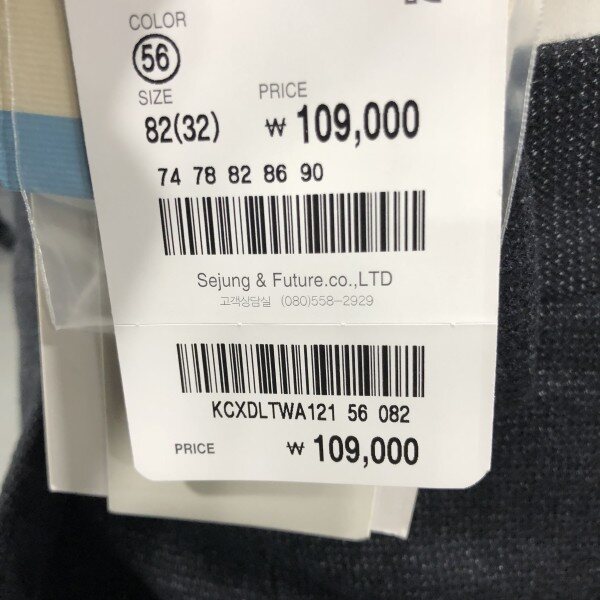 COLOR
56
SIZE PRICE
82(32) ₩ 109,000
74 78 82 86 90
Sejung & Future.co.,LTD
고객상담실 (080)558-2929
KCXDLTWA121 56 082
PRICE ₩ 109,000